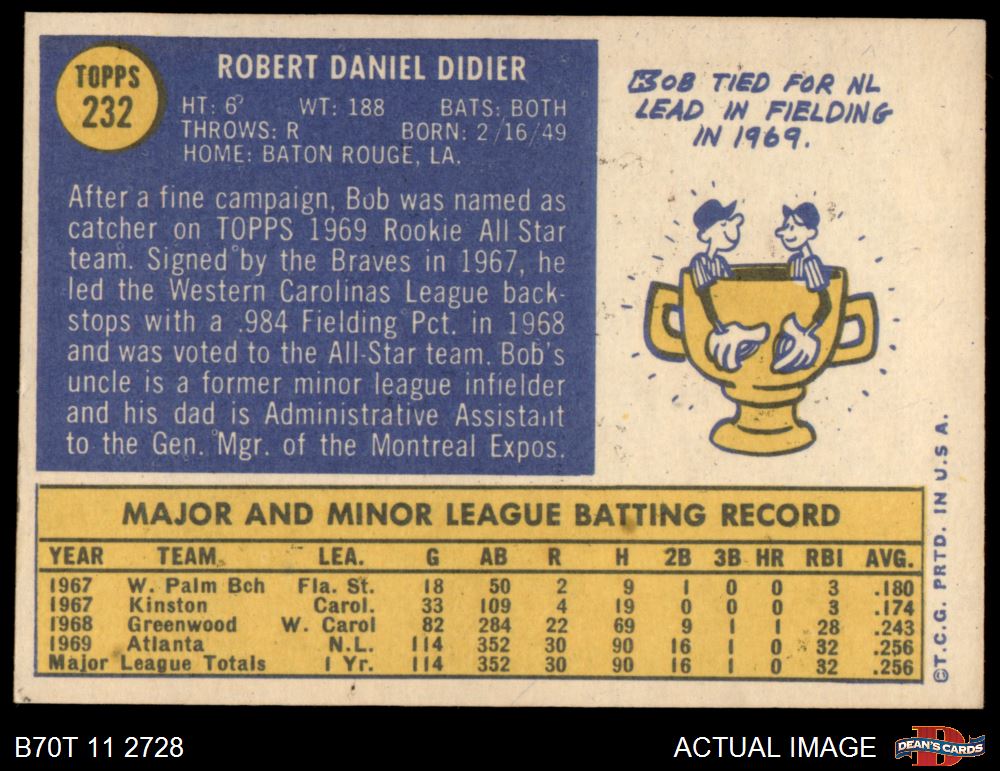 TOPPS
232
ROBERT DANIEL DIDIER
HT: 6' WT: 188 BATS: BOTH
THROWS: R BORN: 2/16/49
HOME: BATON ROUGE, LA.
After a fine campaign, Bob was named as
catcher on TOPPS 1969 Rookie All Star
team. Signed by the Braves in 1967, he
led the Western Carolinas League back-
stops with a .984 Fielding Pct. in 1968
and was voted to the All-Star team. Bob's
uncle is a former minor league infielder
and his dad is Administrative Assistant
to the Gen. Mgr. of the Montreal Expos.
BOB TIED FOR NL
LEAD IN FIELDING
IN 1969.
MAJOR AND MINOR LEAGUE BATTING RECORD
YEAR TEAM LEA. G AB R H 2B 3B HR RBI AVG.
1967 W. Palm Bch Fla. St. 18 50 2 9 1 0 0 3 .180
1967 Kinston Carol. 33 109 4 19 0 0 0 3 .174
1968 Greenwood W. Carol 82 284 22 69 9 1 1 28 .243
1969 Atlanta N.L. 114 352 30 90 16 1 0 32 .256
Major League Totals 1 Yr. 114 352 30 90 16 1 0 32 .256
©T.C.G. PRTD. IN U.S.A.
B70T 11 2728
ACTUAL IMAGE
D
DEAN'S CARDS